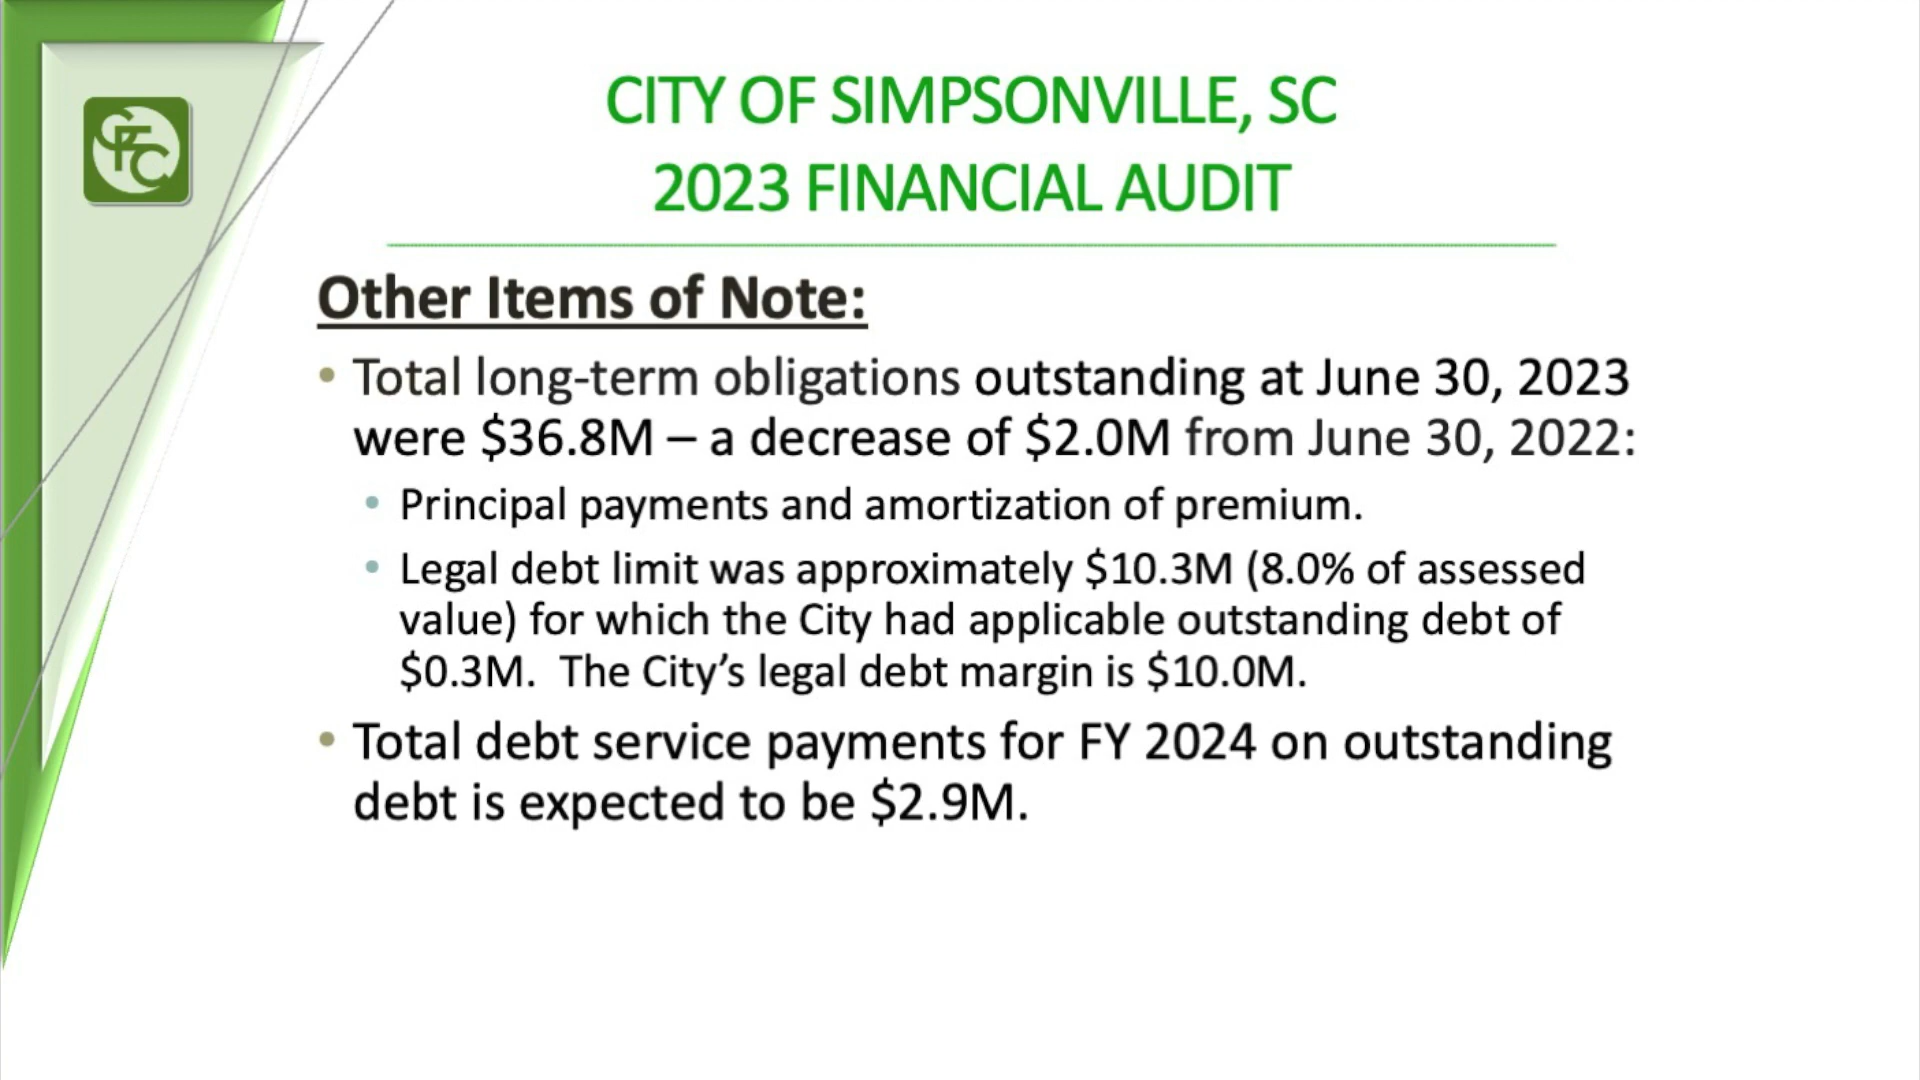 GFC
CITY OF SIMPSONVILLE, SC
2023 FINANCIAL AUDIT
Other Items of Note:
• Total long-term obligations outstanding at June 30, 2023
were $36.8M – a decrease of $2.0M from June 30, 2022:
• Principal payments and amortization of premium.
• Legal debt limit was approximately $10.3M (8.0% of assessed
value) for which the City had applicable outstanding debt of
$0.3M.  The City’s legal debt margin is $10.0M.
• Total debt service payments for FY 2024 on outstanding
debt is expected to be $2.9M.